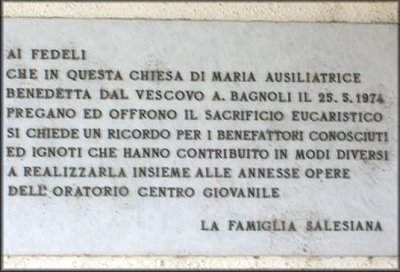 AI FEDELI
CHE IN QUESTA CHIESA DI MARIA AUSILIATRICE
BENEDETTA DAL VESCOVO A. BAGNOLI IL 25.5.1974
PREGANO ED OFFRONO IL SACRIFICIO EUCARISTICO
SI CHIEDE UN RICORDO PER I BENEFATTORI CONOSCIUTI
ED IGNOTI CHE HANNO CONTRIBUITO IN MODI DIVERSI
A REALIZZARLA INSIEME ALLE ANNESSE OPERE
DELL'ORATORIO CENTRO GIOVANILE
LA FAMIGLIA SALESIANA